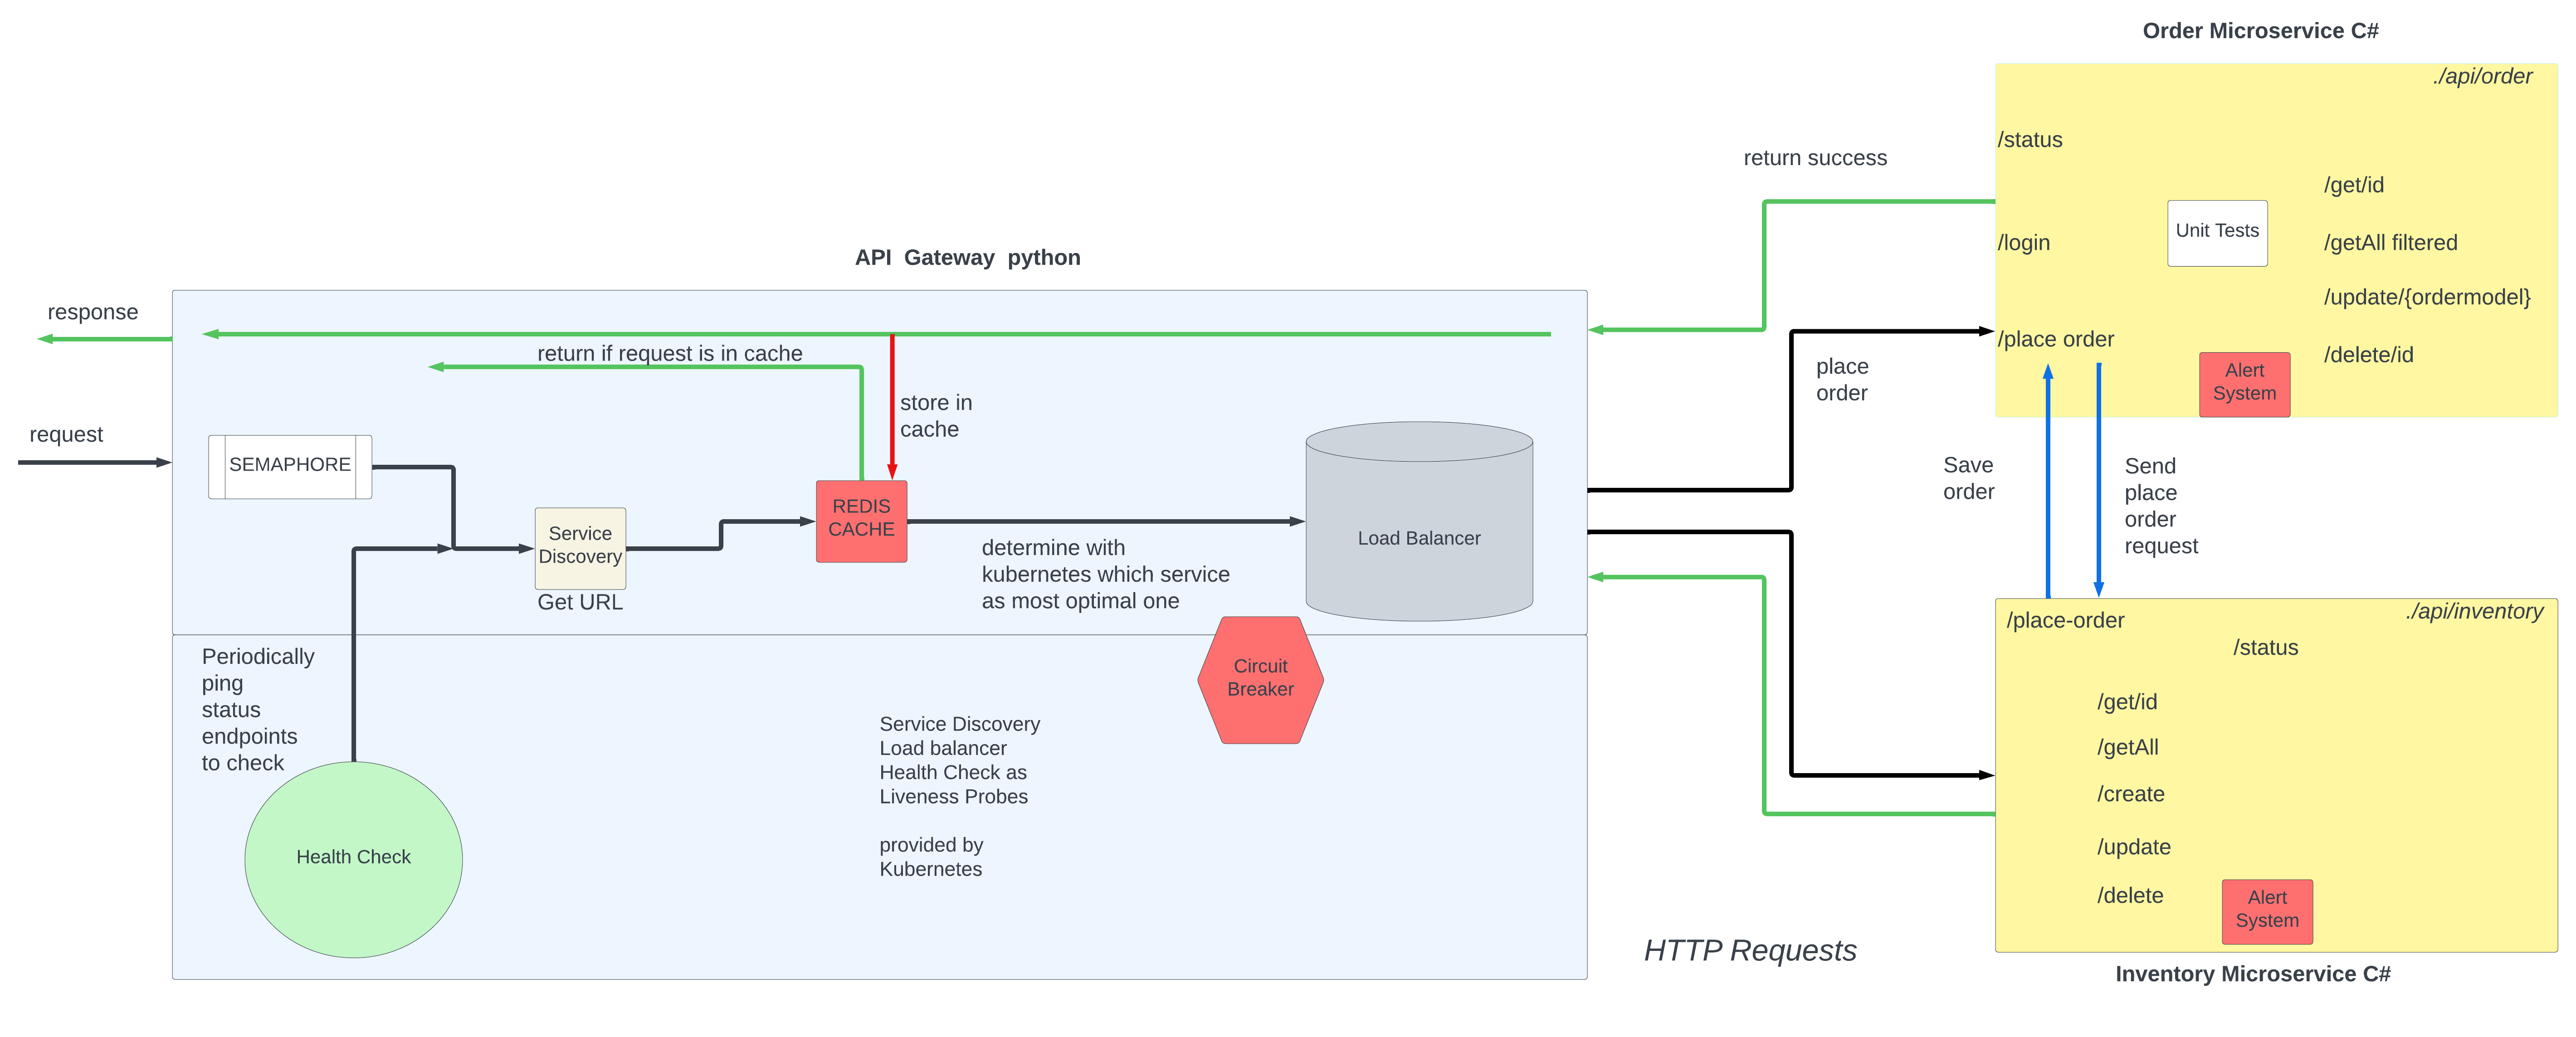 Order Microservice C#
./api/order
/status
/get/id
Unit Tests
/login
/getAll filtered
/update/{ordermodel}
/place order
/delete/id
Alert
System
return success
place
order
API  Gateway  python
response
return if request is in cache
store in
cache
request
SEMAPHORE
Service
Discovery
Get URL
REDIS
CACHE
determine with
kubernetes which service
as most optimal one
Load Balancer
Circuit
Breaker
Periodically
ping
status
endpoints
to check
Health Check
Service Discovery
Load balancer
Health Check as
Liveness Probes
provided by
Kubernetes
Save
order
Send
place
order
request
./api/inventory
/place-order
/status
/get/id
/getAll
/create
/update
/delete
Alert
System
HTTP Requests
Inventory Microservice C#